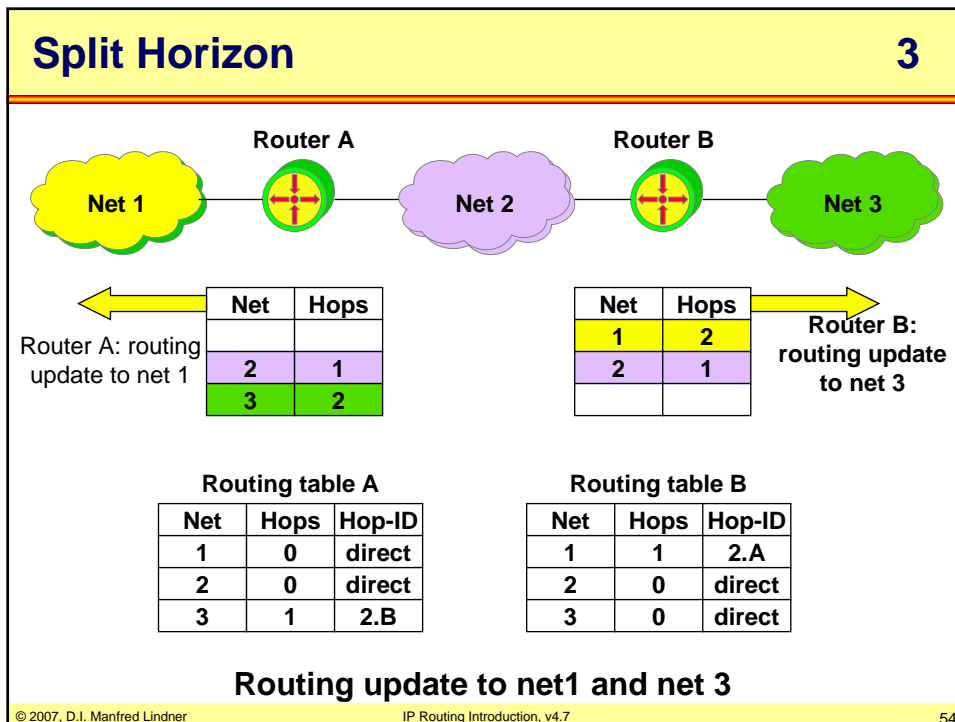 Split Horizon 3
Router A Router B
Net 1 Net 2 Net 3
Net Hops
2 1
3 2
Router A: routing
update to net 1
Net Hops
1 2
2 1
Router B:
routing update
to net 3
Routing table A
Net Hops Hop-ID
1 0 direct
2 0 direct
3 1 2.B
Routing table B
Net Hops Hop-ID
1 1 2.A
2 0 direct
3 0 direct
Routing update to net1 and net 3
© 2007, D.I. Manfred Lindner IP Routing Introduction, v4.7 54